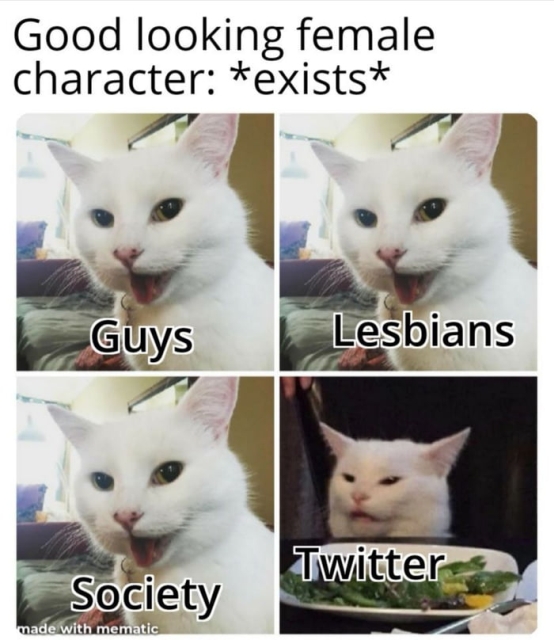 Good looking female
character: *exists*
Guys
Lesbians
Society
Twitter
made with mematic